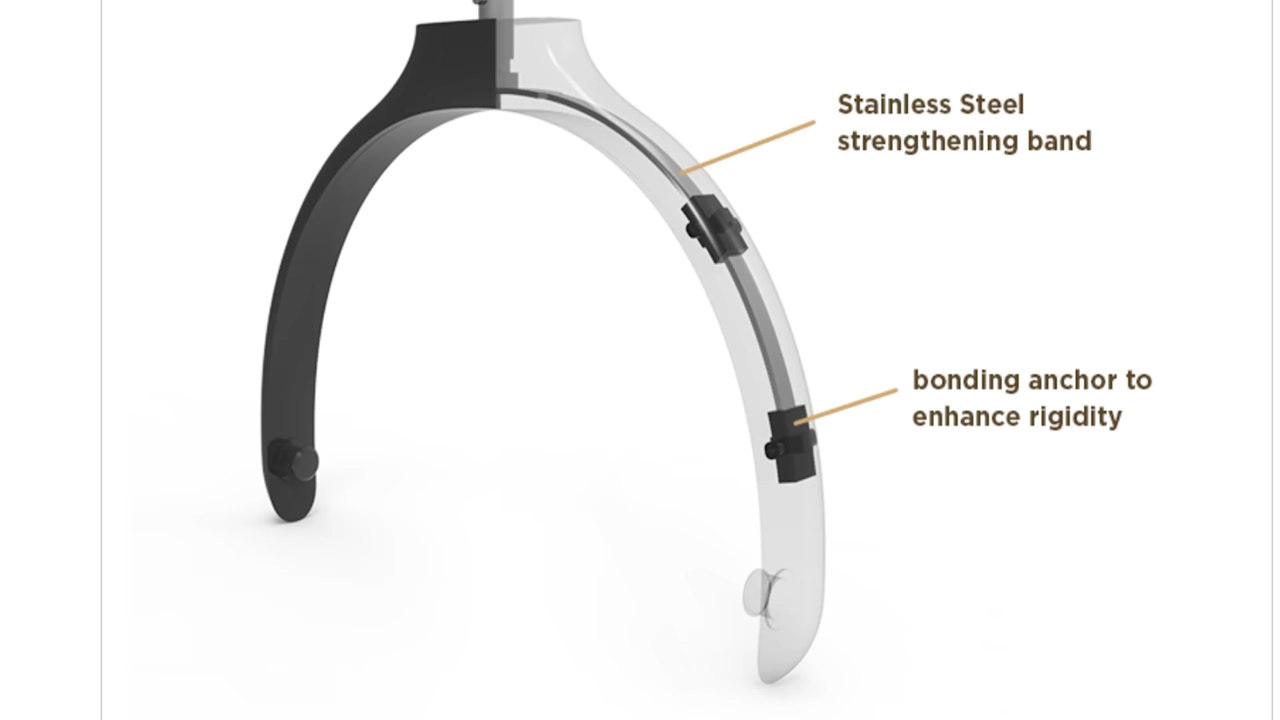 Stainless Steel
strengthening band
bonding anchor to
enhance rigidity